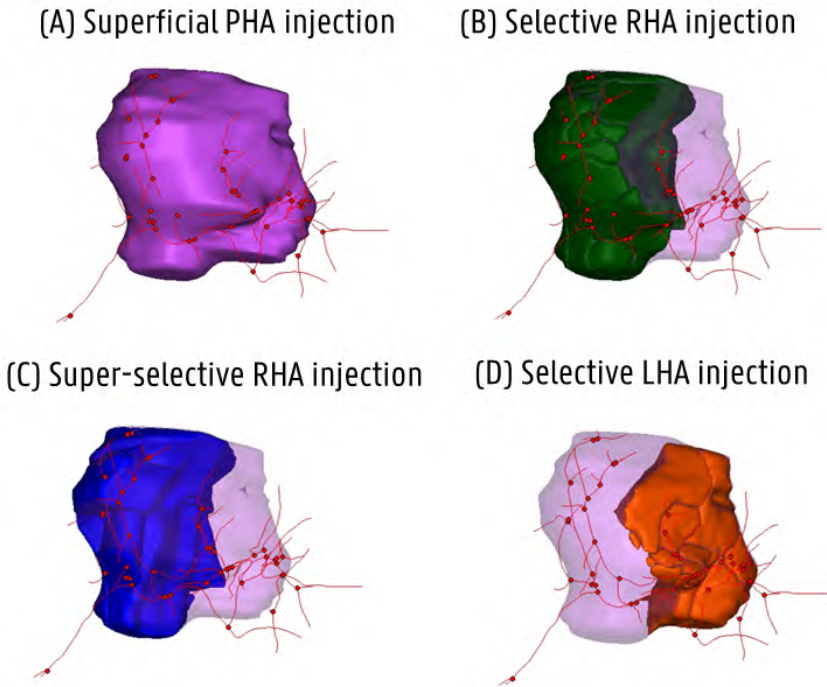 (A) Superficial PHA injection
(B) Selective RHA injection
(C) Super-selective RHA injection
(D) Selective LHA injection